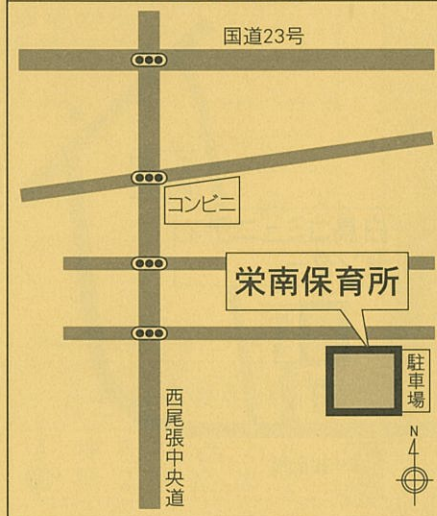 国道23号
コンビニ
栄南保育所
駐車場
西尾張中央道
N